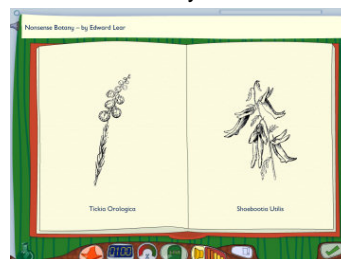 Nonsense Botany – by Edward Lear
Tickia Orologica
Shoebootia Utilis